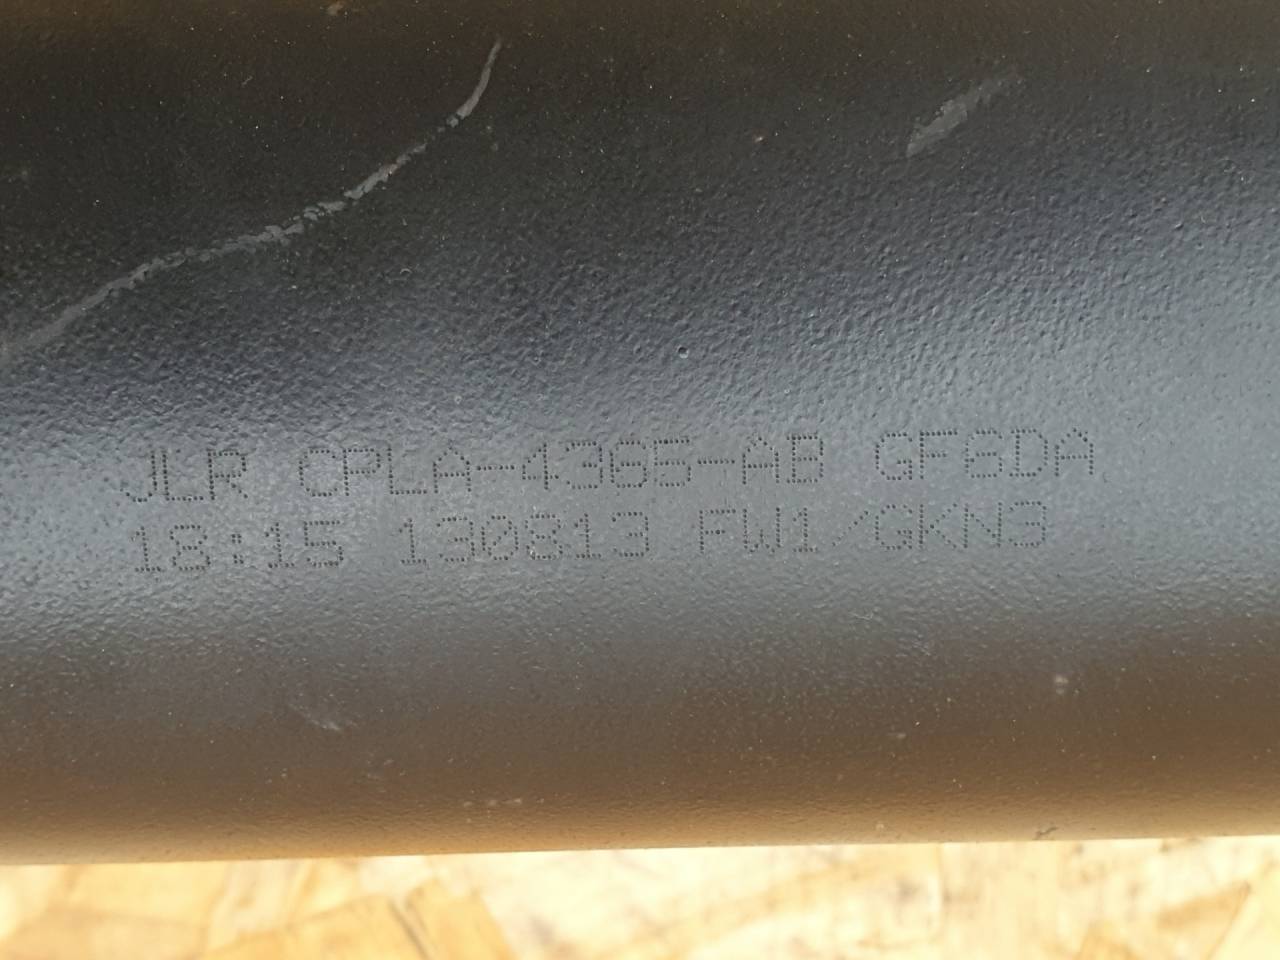 JLR CPLA-4365-AB GF6DA
18:15 130813 FW1/GKN3